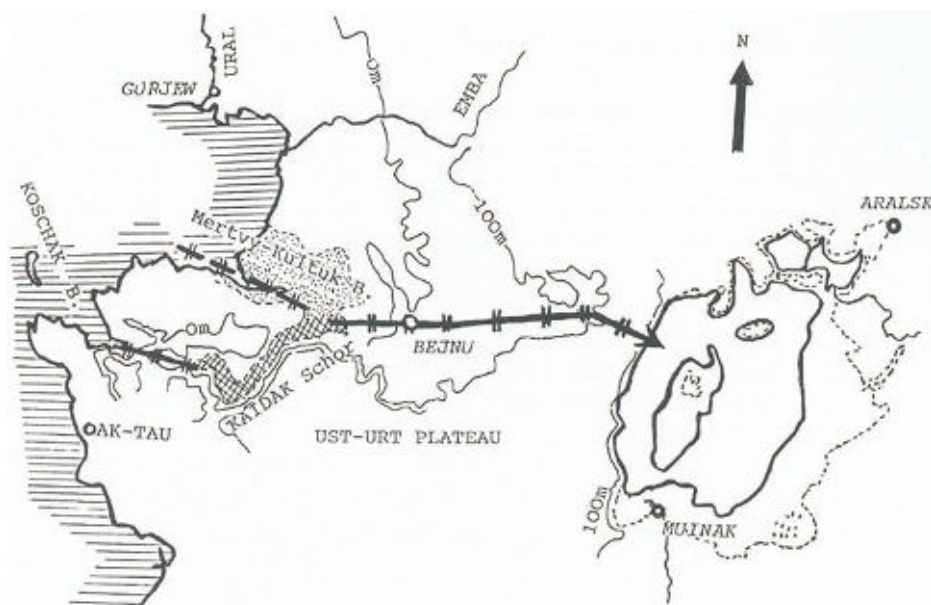 N
URAL
GURJEW
0m
EMBA
100m
ARALSK
KOSCHAK B.
Mertvy-Kultuk B.
0m
BEJNU
KAIDAK Schor
AK-TAU
UST-URT PLATEAU
100m
MUJNAK